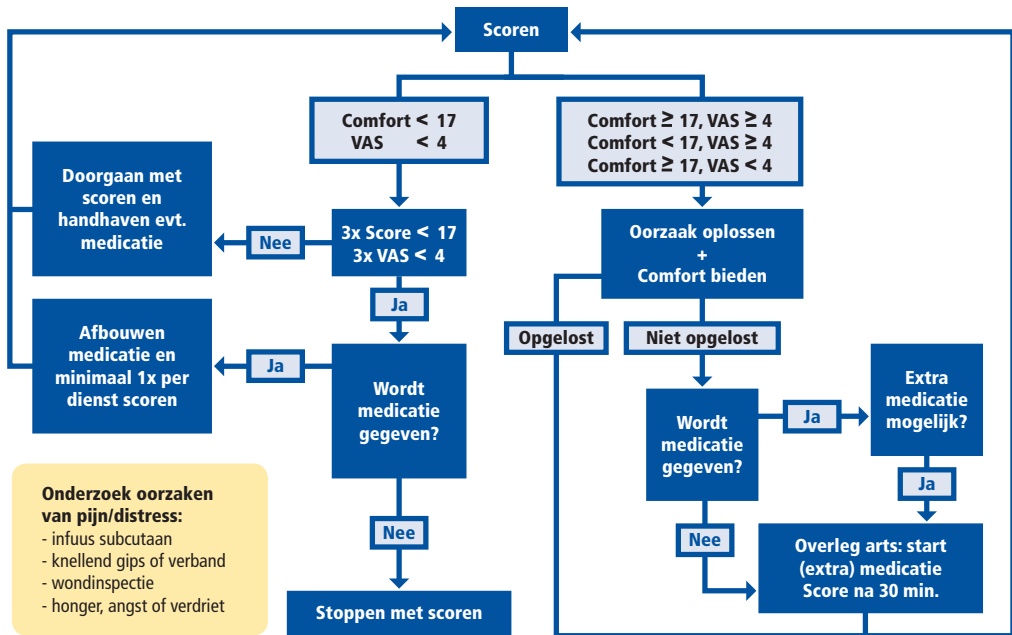 Scoren
Comfort < 17
VAS < 4
Comfort ≥ 17, VAS ≥ 4
Comfort < 17, VAS ≥ 4
Comfort ≥ 17, VAS < 4
Doorgaan met
scoren en
handhaven evt.
medicatie
Nee
3x Score < 17
3x VAS < 4
Oorzaak oplossen
+
Comfort bieden
Ja
Afbouwen
medicatie en
minimaal 1x per
dienst scoren
Ja
Wordt
medicatie
gegeven?
Opgelost
Niet opgelost
Wordt
medicatie
gegeven?
Ja
Extra
medicatie
mogelijk?
Ja
Onderzoek oorzaken
van pijn/distress:
- infuus subcutaan
- knellend gips of verband
- wondinspectie
- honger, angst of verdriet
Nee
Stoppen met scoren
Nee
Overleg arts: start
(extra) medicatie
Score na 30 min.